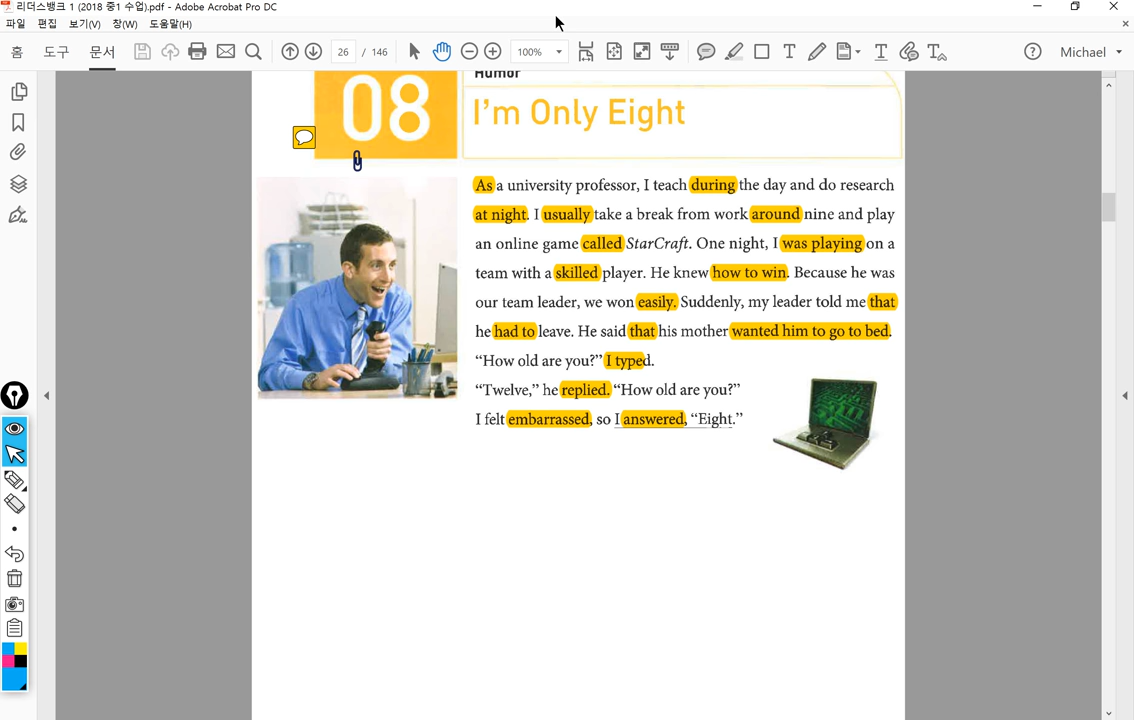 리더스뱅크 1 (2018 중1 수업).pdf - Adobe Acrobat Pro DC
파일 편집 보기(V) 창(W) 도움말(H)
홈 도구 문서 26 / 146 100% Michael
Humor
08 I'm Only Eight
As a university professor, I teach during the day and do research
at night. I usually take a break from work around nine and play
an online game called StarCraft. One night, I was playing on a
team with a skilled player. He knew how to win. Because he was
our team leader, we won easily. Suddenly, my leader told me that
he had to leave. He said that his mother wanted him to go to bed.
“How old are you?” I typed.
“Twelve,” he replied. “How old are you?”
I felt embarrassed, so I answered, “Eight.”